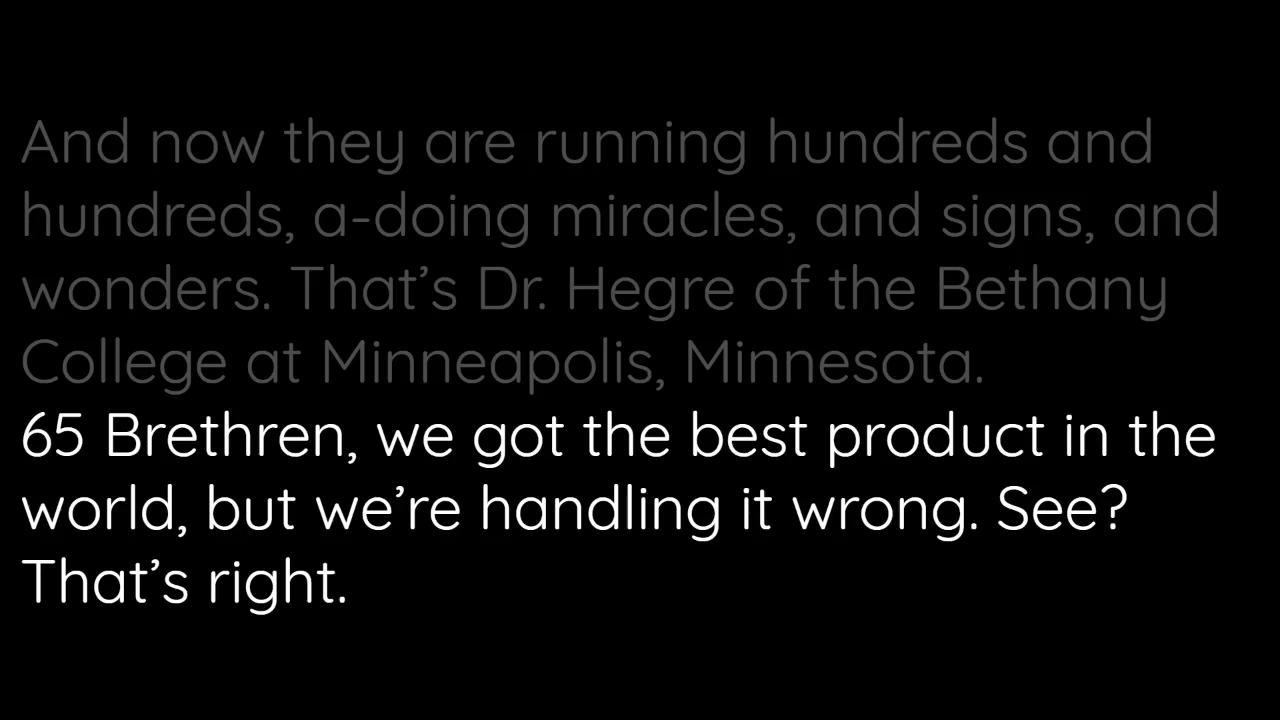 And now they are running hundreds and
hundreds, a-doing miracles, and signs, and
wonders. That’s Dr. Hegre of the Bethany
College at Minneapolis, Minnesota.
65 Brethren, we got the best product in the
world, but we’re handling it wrong. See?
That’s right.